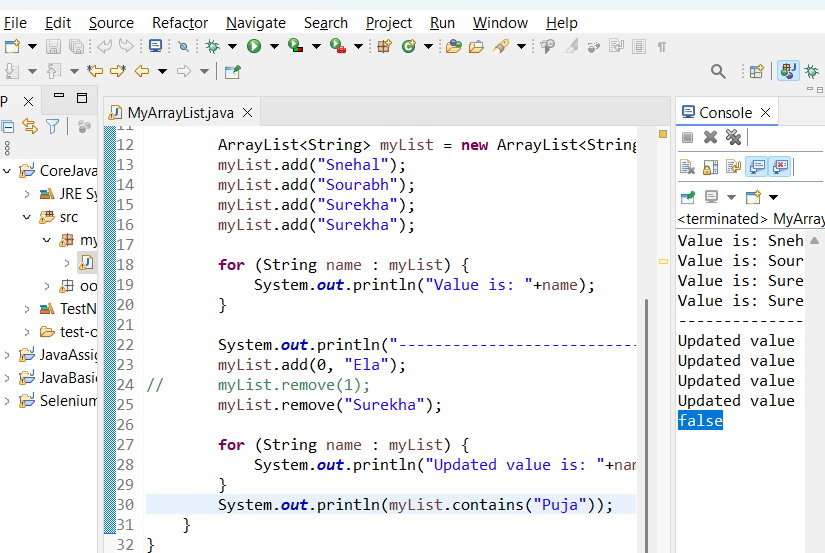 File Edit Source Refactor Navigate Search Project Run Window Help
P
MyArrayList.java
Console
CoreJava
JRE Sy
src
my
oo
TestN
test-o
JavaAssig
JavaBasic
Selenium
11
12 ArrayList<String> myList = new ArrayList<String
13 myList.add("Snehal");
14 myList.add("Sourabh");
15 myList.add("Surekha");
16 myList.add("Surekha");
17
18 for (String name : myList) {
19 System.out.println("Value is: "+name);
20 }
21
22 System.out.println("---------------------------
23 myList.add(0, "Ela");
24 // myList.remove(1);
25 myList.remove("Surekha");
26
27 for (String name : myList) {
28 System.out.println("Updated value is: "+nam
29 }
30 System.out.println(myList.contains("Puja"));
31 }
32 }
<terminated> MyArray
Value is: Sneh
Value is: Sour
Value is: Sure
Value is: Sure
--------------
Updated value
Updated value
Updated value
Updated value
false